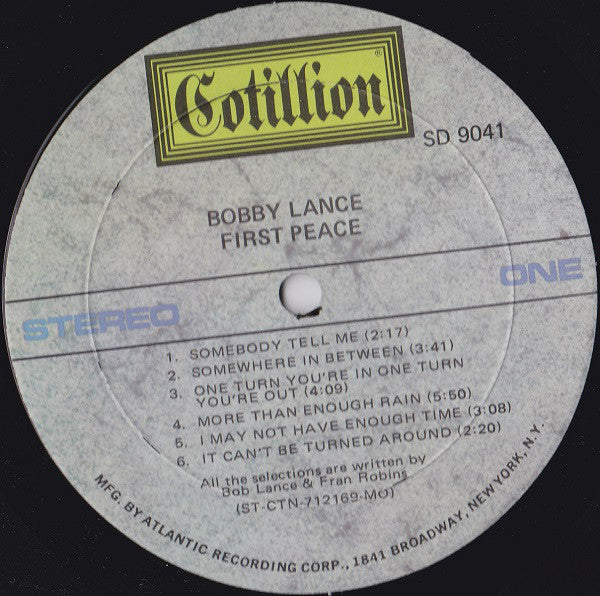 Cotillion®
SD 9041
BOBBY LANCE
FIRST PEACE
STEREO
ONE
1. SOMEBODY TELL ME (2:17)
2. SOMEWHERE IN BETWEEN (3:41)
3. ONE TURN YOU'RE IN ONE TURN
YOU'RE OUT (4:09)
4. MORE THAN ENOUGH RAIN (5:50)
5. I MAY NOT HAVE ENOUGH TIME (3:08)
6. IT CAN'T BE TURNED AROUND (2:20)
All the selections are written by
Bob Lance & Fran Robins
(ST-CTN-712169-MO)
MFG. BY ATLANTIC RECORDING CORP., 1841 BROADWAY, NEW YORK, N.Y.